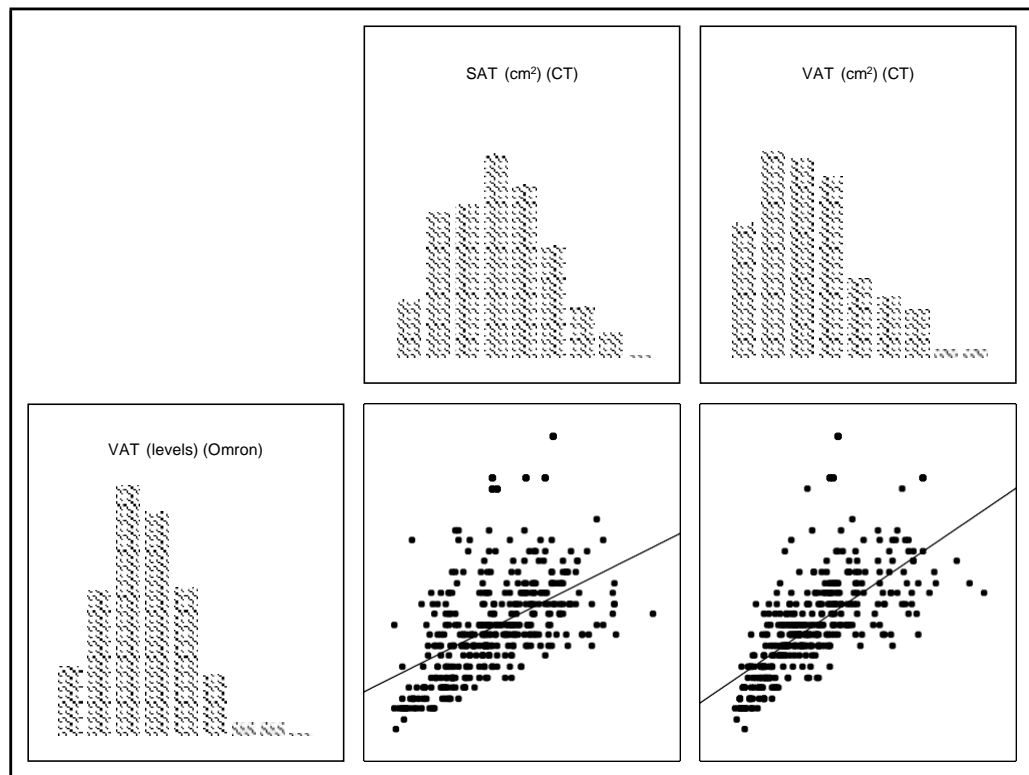 SAT (cm²) (CT)
VAT (cm²) (CT)
VAT (levels) (Omron)